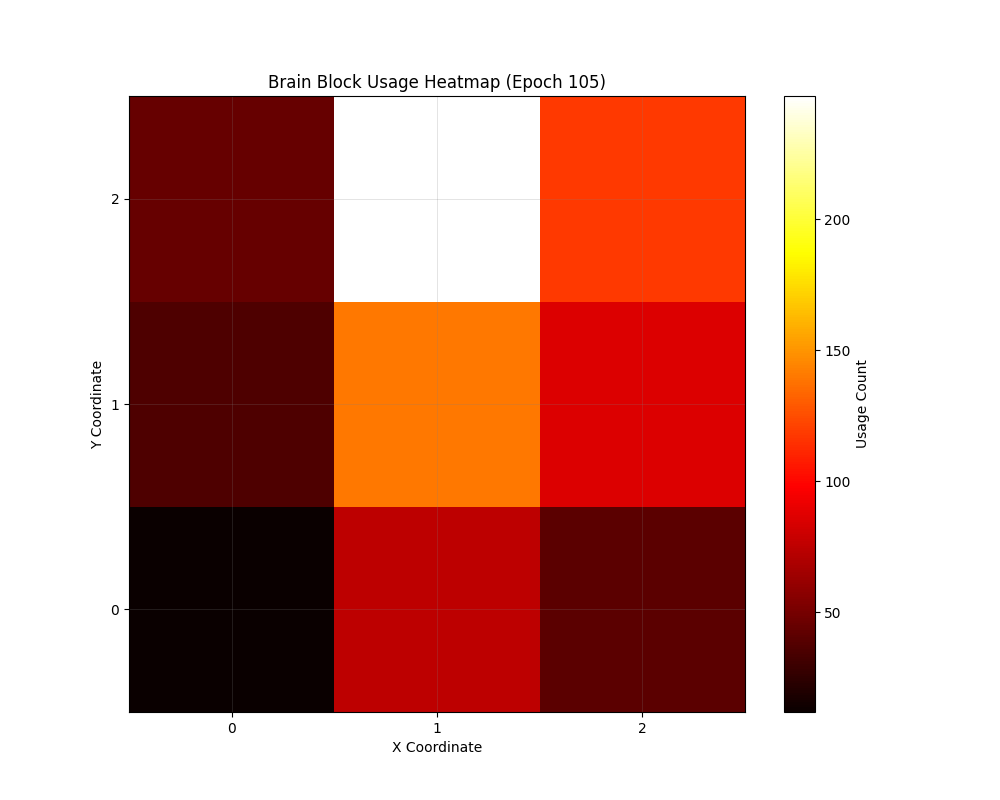 Brain Block Usage Heatmap (Epoch 105)
2
1
0
Y Coordinate
0 1 2
X Coordinate
200
150
100
50
Usage Count